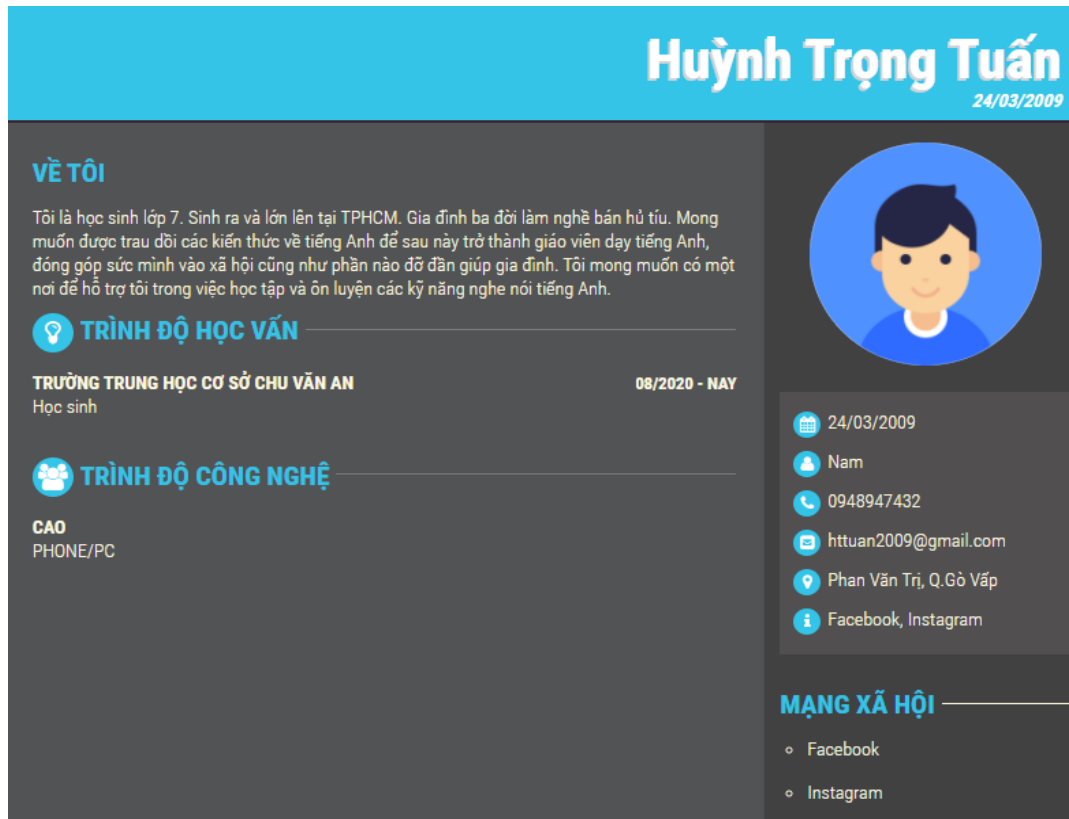 Huỳnh Trọng Tuấn
24/03/2009
VỀ TÔI
Tôi là học sinh lớp 7. Sinh ra và lớn lên tại TPHCM. Gia đình ba đời làm nghề bán hủ tíu. Mong
muốn được trau dồi các kiến thức về tiếng Anh để sau này trở thành giáo viên dạy tiếng Anh,
đóng góp sức mình vào xã hội cũng như phần nào đỡ đần giúp gia đình. Tôi mong muốn có một
nơi để hỗ trợ tôi trong việc học tập và ôn luyện các kỹ năng nghe nói tiếng Anh.
TRÌNH ĐỘ HỌC VẤN
TRƯỜNG TRUNG HỌC CƠ SỞ CHU VĂN AN 08/2020 - NAY
Học sinh
TRÌNH ĐỘ CÔNG NGHỆ
CAO
PHONE/PC
24/03/2009
Nam
0948947432
httuan2009@gmail.com
Phan Văn Trị, Q.Gò Vấp
Facebook, Instagram
MẠNG XÃ HỘI
Facebook
Instagram